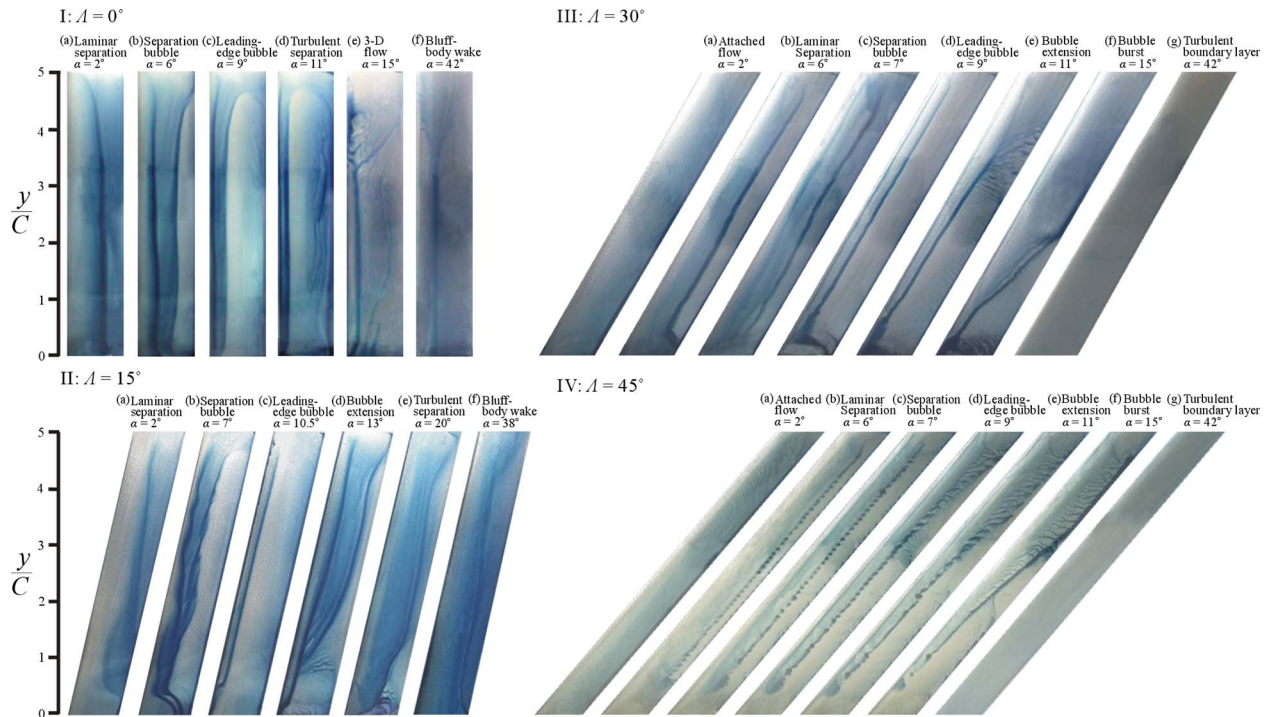 I: Λ = 0°
(a) Laminar separation α = 2°
(b) Separation bubble α = 6°
(c) Leading-edge bubble α = 9°
(d) Turbulent separation α = 11°
(e) 3-D flow α = 15°
(f) Bluff-body wake α = 42°
5
4
3
2
1
0
y/C
II: Λ = 15°
(a) Laminar separation α = 2°
(b) Separation bubble α = 7°
(c) Leading-edge bubble α = 10.5°
(d) Bubble extension α = 13°
(e) Turbulent separation α = 20°
(f) Bluff-body wake α = 38°
5
4
3
2
1
0
y/C
III: Λ = 30°
(a) Attached flow α = 2°
(b) Laminar Separation α = 6°
(c) Separation bubble α = 7°
(d) Leading-edge bubble α = 9°
(e) Bubble extension α = 11°
(f) Bubble burst α = 15°
(g) Turbulent boundary layer α = 42°
IV: Λ = 45°
(a) Attached flow α = 2°
(b) Laminar Separation α = 6°
(c) Separation bubble α = 7°
(d) Leading-edge bubble α = 9°
(e) Bubble extension α = 11°
(f) Bubble burst α = 15°
(g) Turbulent boundary layer α = 42°